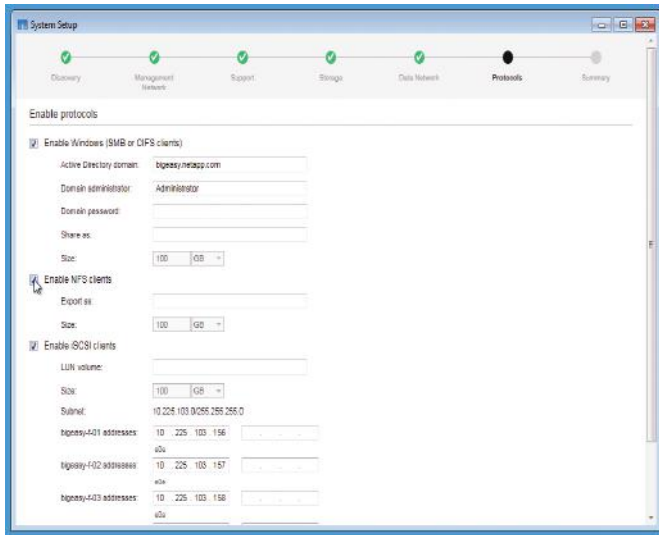 System Setup
Discovery
Management Network
Support
Storage
Data Network
Protocols
Summary
Enable protocols
Enable Windows (SMB or CIFS clients)
Active Directory domain: bigeasy.netapp.com
Domain administrator: Administrator
Domain password:
Share as:
Size: 100 GB
Enable NFS clients
Export as:
Size: 100 GB
Enable iSCSI clients
LUN volume:
Size: 100 GB
Subnet: 10.225.103.0/255.255.255.0
bigeasy-f-01 addresses: 10 . 225 . 103 . 156
e0a
bigeasy-f-02 addresses: 10 . 225 . 103 . 157
e0a
bigeasy-f-03 addresses: 10 . 225 . 103 . 158
e0a